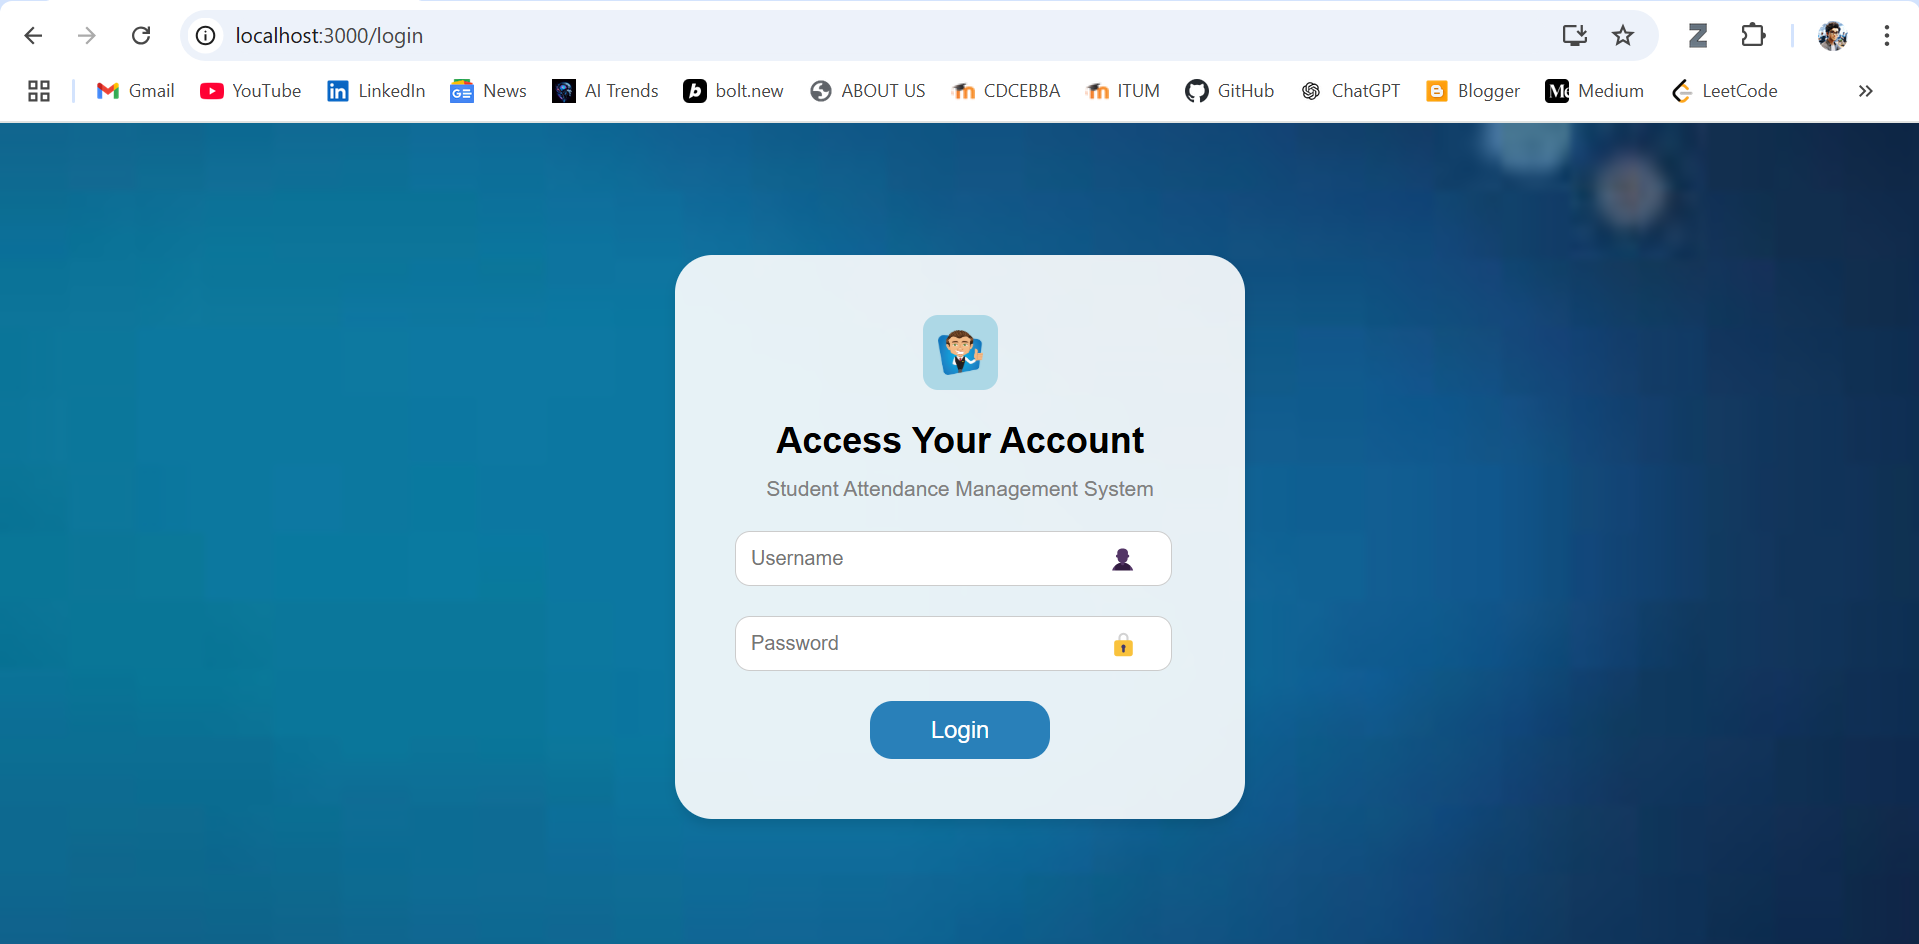 localhost:3000/login
Gmail YouTube LinkedIn News AI Trends bolt.new ABOUT US CDCEBBA ITUM GitHub ChatGPT Blogger Medium LeetCode
Access Your Account
Student Attendance Management System
Username
Password
Login